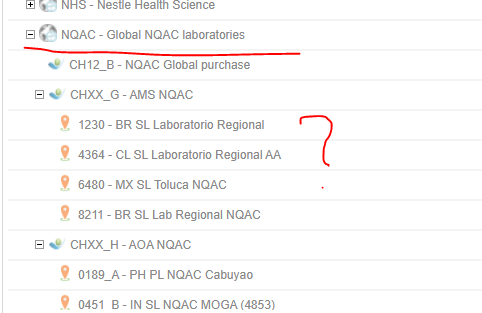 NHS - Nestle Health Science
NQAC - Global NQAC laboratories
CH12_B - NQAC Global purchase
CHXX_G - AMS NQAC
1230 - BR SL Laboratorio Regional
4364 - CL SL Laboratorio Regional AA
6480 - MX SL Toluca NQAC
8211 - BR SL Lab Regional NQAC
CHXX_H - AOA NQAC
0189_A - PH PL NQAC Cabuyao
0451_B - IN SL NQAC MOGA (4853)
?